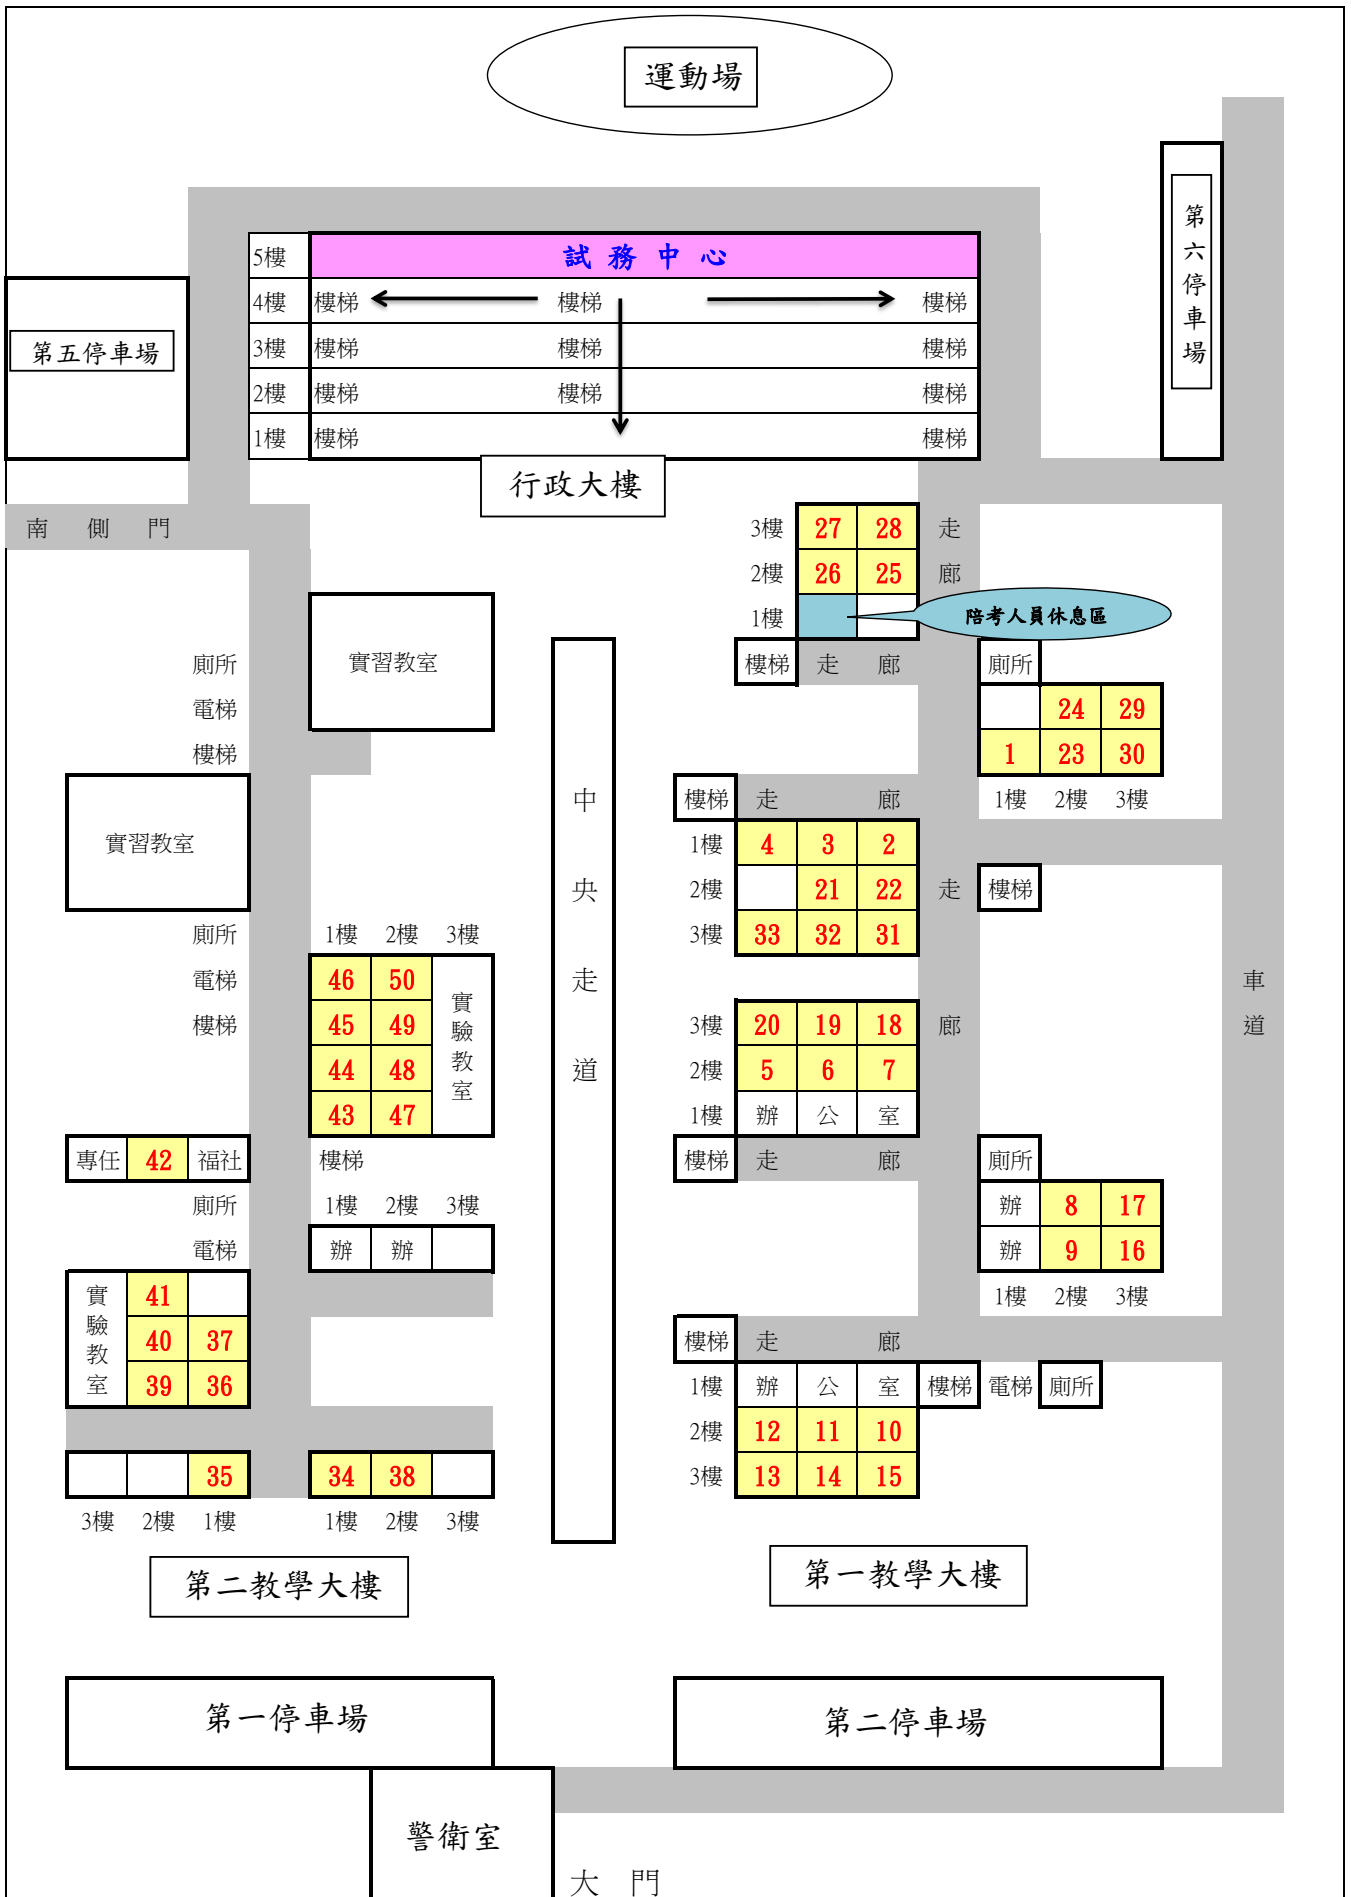 運動場
第六停車場
5樓 試務中心
4樓 樓梯 樓梯 樓梯
第五停車場
3樓 樓梯 樓梯 樓梯
2樓 樓梯 樓梯 樓梯
1樓 樓梯 樓梯
行政大樓
南側門
3樓 27 28 走
2樓 26 25 廊
1樓 陪考人員休息區
廁所 實習教室 樓梯 走廊 廁所
電梯 24 29
樓梯 1 23 30
中央走道
樓梯 走廊 1樓 2樓 3樓
實習教室 1樓 4 3 2
2樓 21 22 走 樓梯
廁所 1樓 2樓 3樓 3樓 33 32 31
電梯 46 50 實驗教室 車道
樓梯 45 49 3樓 20 19 18 廊
44 48 2樓 5 6 7
43 47 1樓 辦公室
專任 42 福社 樓梯 樓梯 走廊 廁所
廁所 1樓 2樓 3樓 辦 8 17
電梯 辦 辦 辦 9 16
實驗教室 41 1樓 2樓 3樓
40 37 樓梯 走廊
39 36 1樓 辦公室 樓梯 電梯 廁所
2樓 12 11 10
35 34 38 3樓 13 14 15
3樓 2樓 1樓 1樓 2樓 3樓
第二教學大樓 第一教學大樓
第一停車場 第二停車場
警衛室
大門